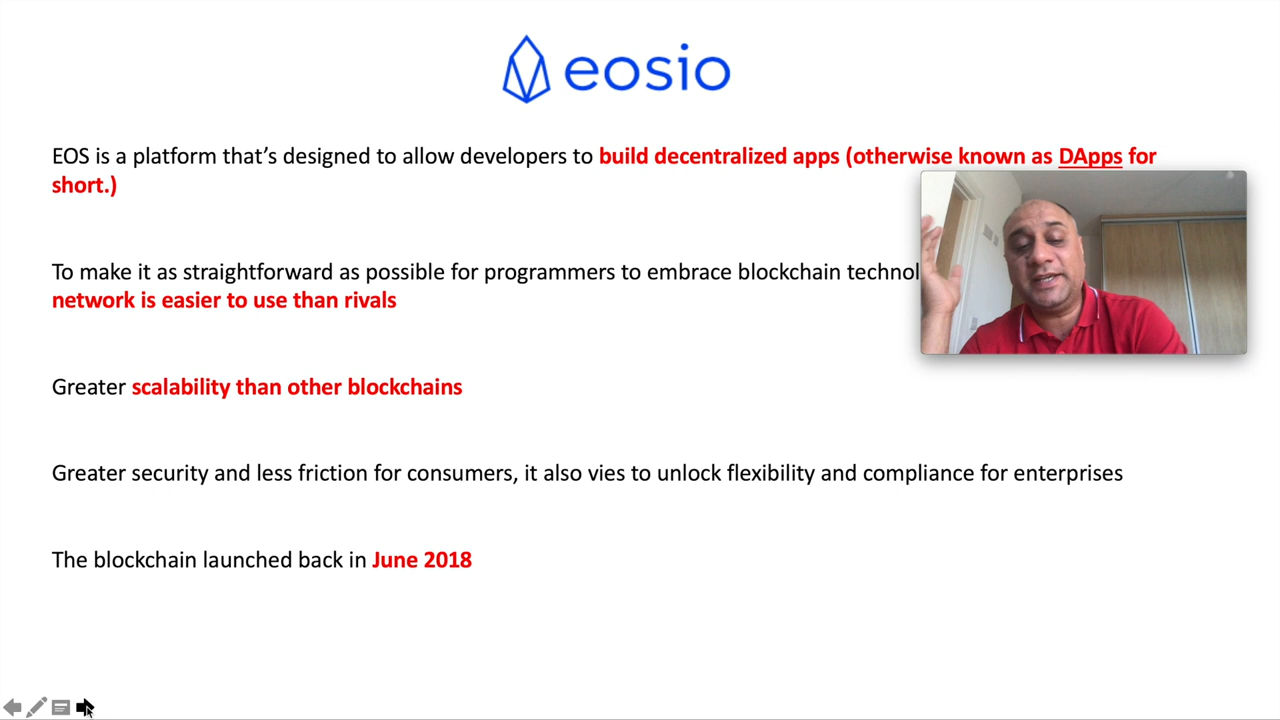 eosio
EOS is a platform that’s designed to allow developers to build decentralized apps (otherwise known as DApps for
short.)
To make it as straightforward as possible for programmers to embrace blockchain
network is easier to use than rivals
Greater scalability than other blockchains
Greater security and less friction for consumers, it also vies to unlock flexibility and compliance for enterprises
The blockchain launched back in June 2018